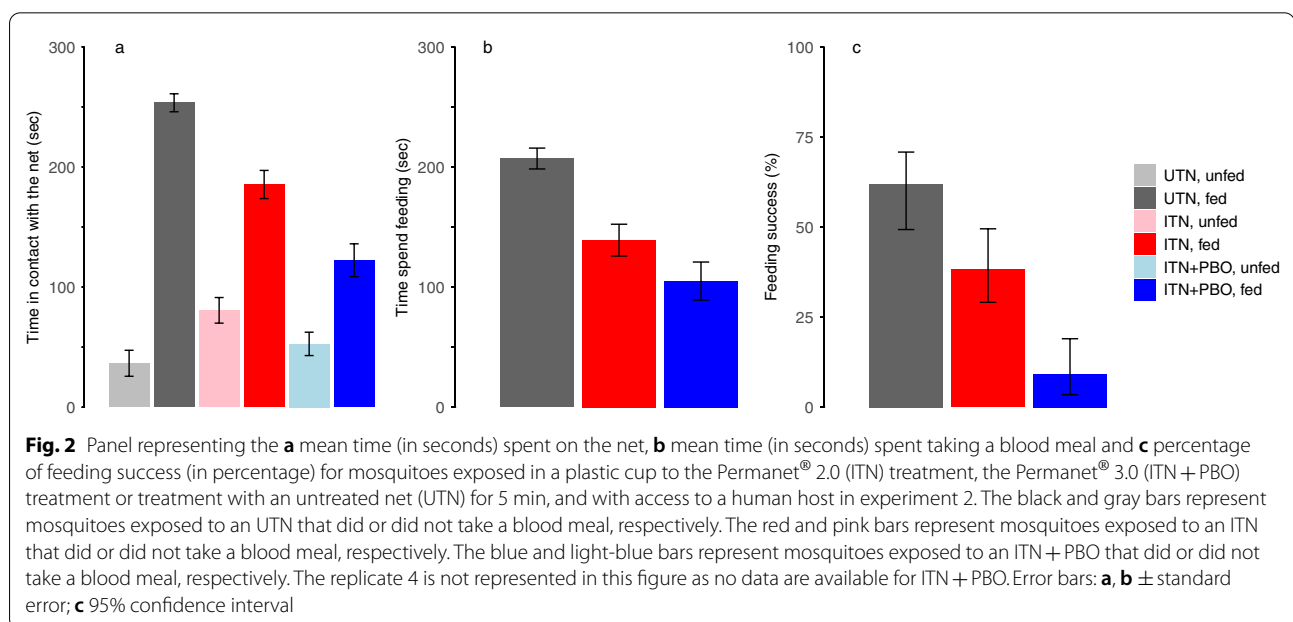 a
b
c
300
200
100
0
Time in contact with the net (sec)
300
200
100
0
Time spend feeding (sec)
100
75
50
25
0
Feeding success (%)
UTN, unfed
UTN, fed
ITN, unfed
ITN, fed
ITN+PBO, unfed
ITN+PBO, fed
Fig. 2 Panel representing the a mean time (in seconds) spent on the net, b mean time (in seconds) spent taking a blood meal and c percentage
of feeding success (in percentage) for mosquitoes exposed in a plastic cup to the Permanet® 2.0 (ITN) treatment, the Permanet® 3.0 (ITN + PBO)
treatment or treatment with an untreated net (UTN) for 5 min, and with access to a human host in experiment 2. The black and gray bars represent
mosquitoes exposed to an UTN that did or did not take a blood meal, respectively. The red and pink bars represent mosquitoes exposed to an ITN
that did or did not take a blood meal, respectively. The blue and light-blue bars represent mosquitoes exposed to an ITN + PBO that did or did not
take a blood meal, respectively. The replicate 4 is not represented in this figure as no data are available for ITN + PBO. Error bars: a, b ± standard
error; c 95% confidence interval